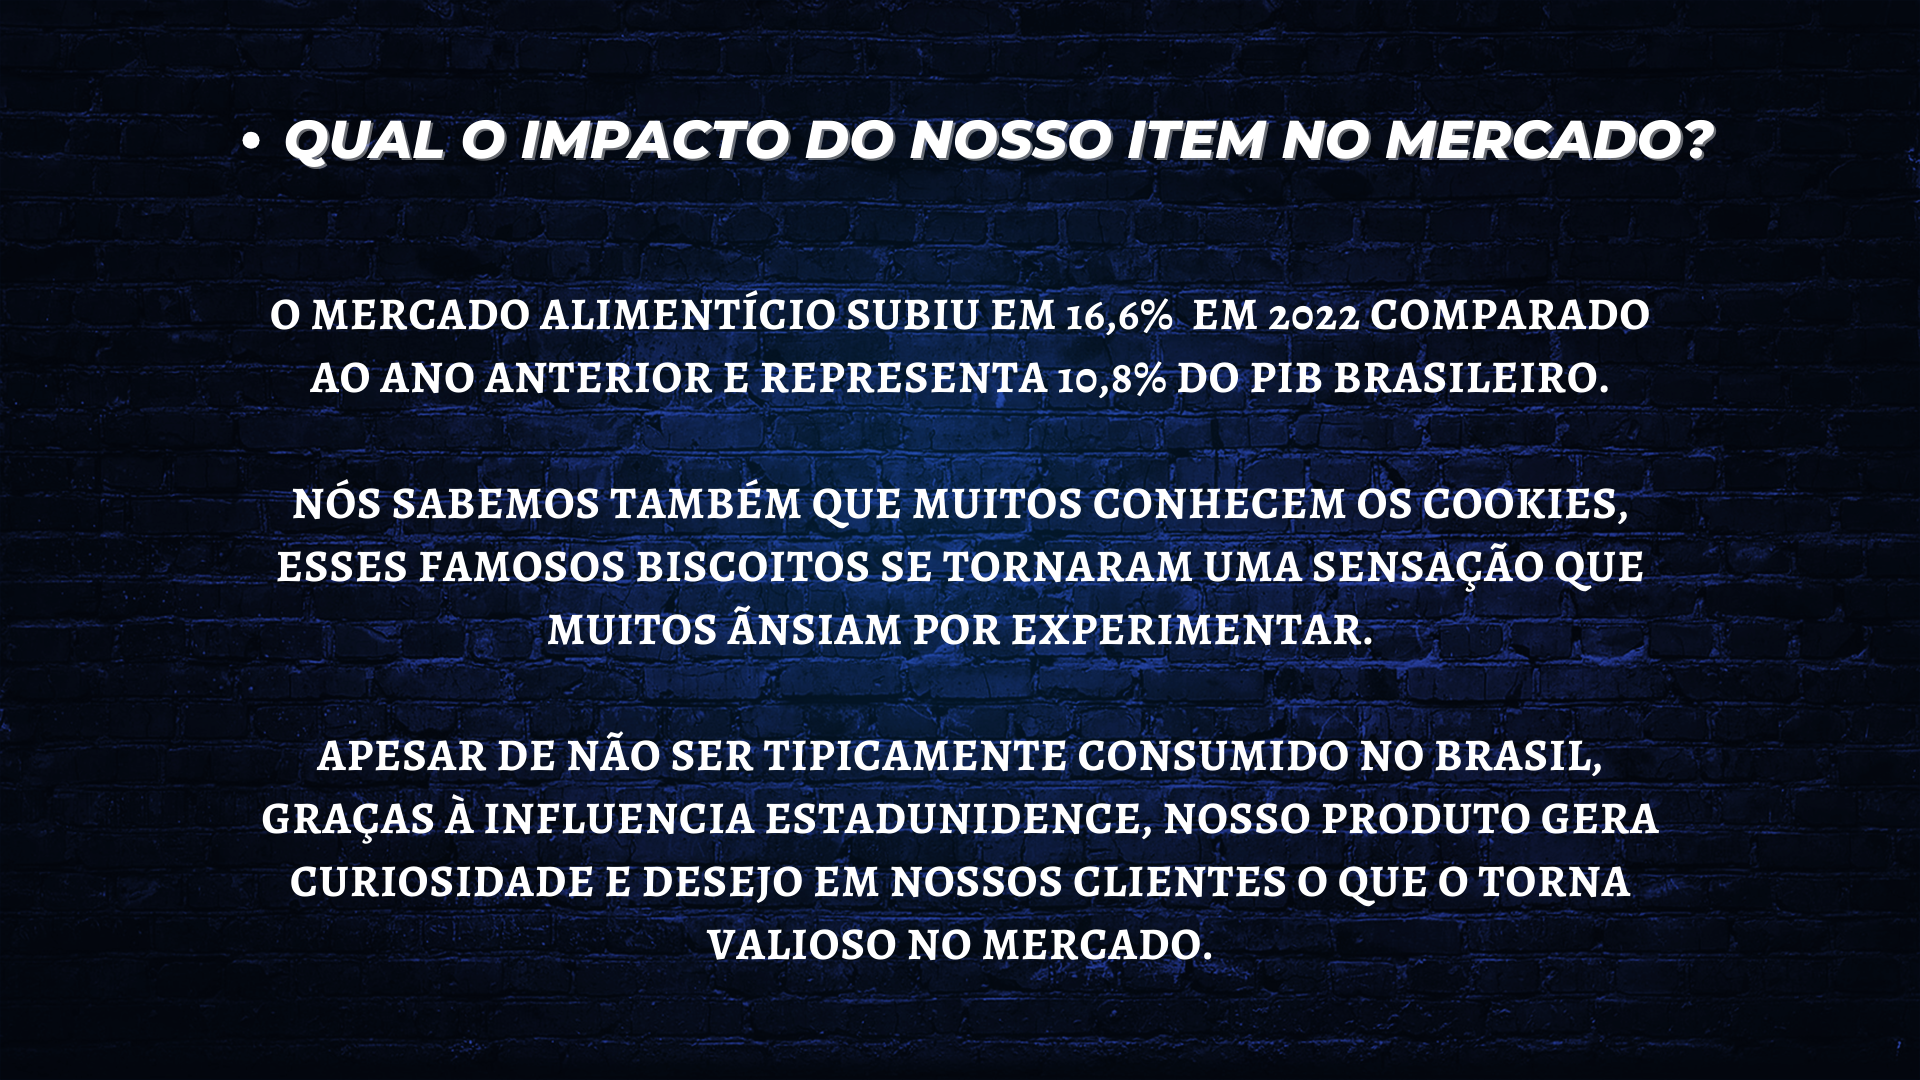 • QUAL O IMPACTO DO NOSSO ITEM NO MERCADO?
O MERCADO ALIMENTÍCIO SUBIU EM 16,6% EM 2022 COMPARADO
AO ANO ANTERIOR E REPRESENTA 10,8% DO PIB BRASILEIRO.
NÓS SABEMOS TAMBÉM QUE MUITOS CONHECEM OS COOKIES,
ESSES FAMOSOS BISCOITOS SE TORNARAM UMA SENSAÇÃO QUE
MUITOS ÃNSIAM POR EXPERIMENTAR.
APESAR DE NÃO SER TIPICAMENTE CONSUMIDO NO BRASIL,
GRAÇAS À INFLUENCIA ESTADUNIDENCE, NOSSO PRODUTO GERA
CURIOSIDADE E DESEJO EM NOSSOS CLIENTES O QUE O TORNA
VALIOSO NO MERCADO.